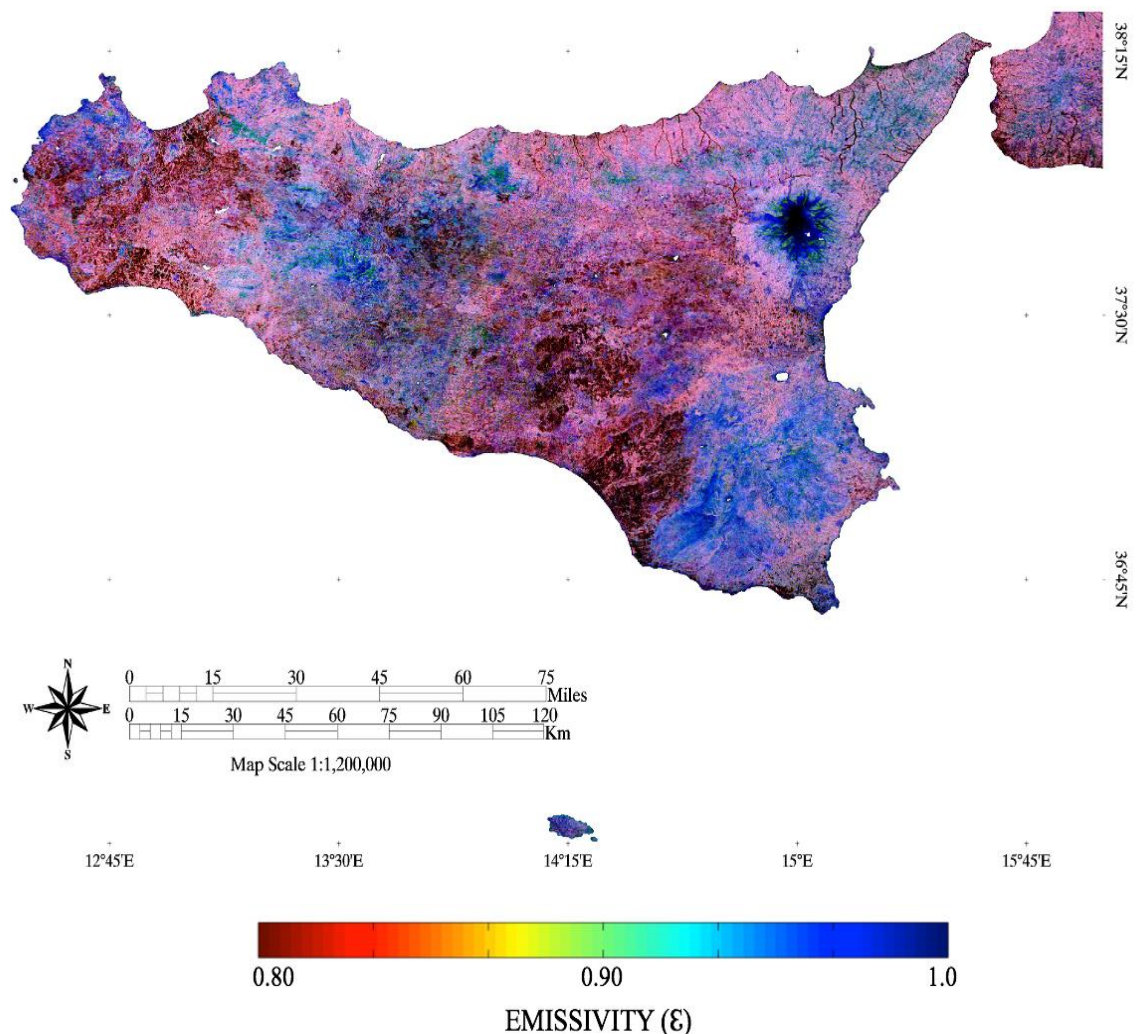 38°15'N
37°30'N
36°45'N
N
W E
S
0 15 30 45 60 75
Miles
0 15 30 45 60 75 90 105 120
Km
Map Scale 1:1,200,000
12°45'E 13°30'E 14°15'E 15°E 15°45'E
0.80 0.90 1.0
EMISSIVITY (Ɛ)